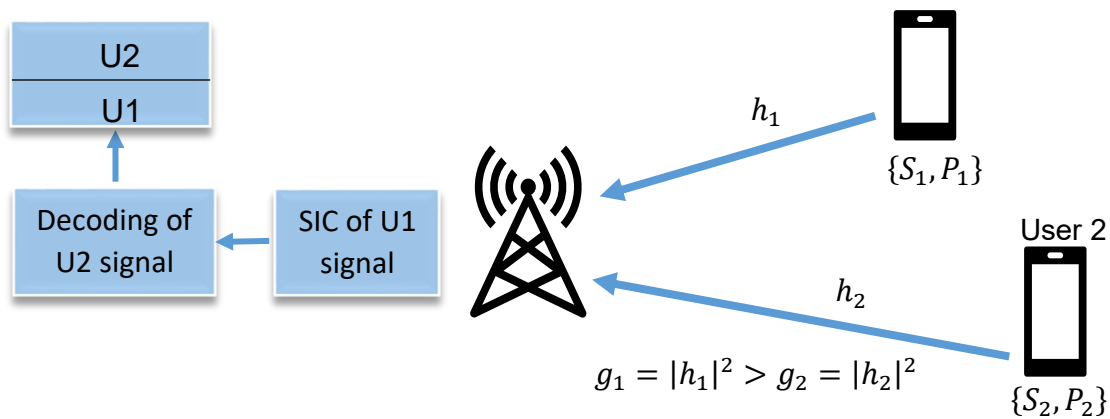 U2
U1
Decoding of
U2 signal
SIC of U1
signal
h₁
{S₁, P₁}
User 2
h₂
g₁ = |h₁|² > g₂ = |h₂|²
{S₂, P₂}